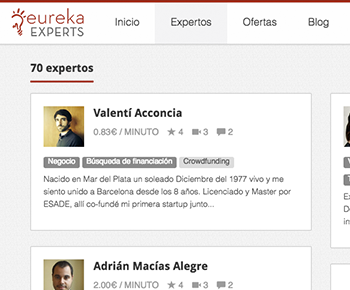 eureka
EXPERTS
Inicio Expertos Ofertas Blog
70 expertos
Valentí Acconcia
0.83€ / MINUTO 4 3 2
Negocio Búsqueda de financiación Crowdfunding
Nacido en Mar del Plata un soleado Diciembre del 1977 vivo y me
siento unido a Barcelona desde los 8 años. Licenciado y Master por
ESADE, allí co-fundé mi primera startup junto...
Adrián Macías Alegre
2.00€ / MINUTO 4 3 2